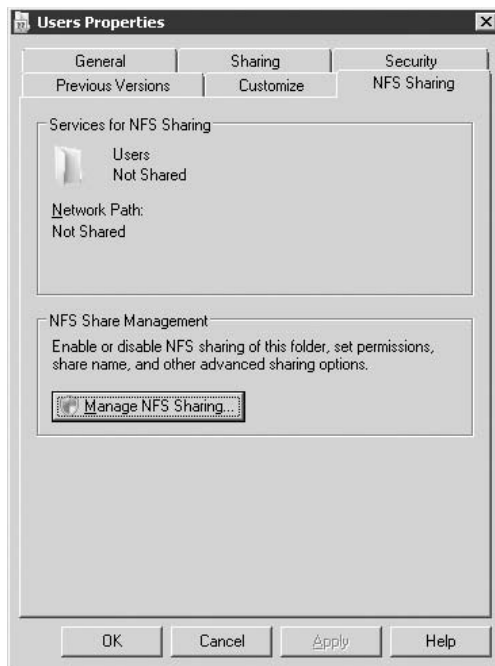 Users Properties
General Sharing Security
Previous Versions Customize NFS Sharing
Services for NFS Sharing
Users
Not Shared
Network Path:
Not Shared
NFS Share Management
Enable or disable NFS sharing of this folder, set permissions,
share name, and other advanced sharing options.
Manage NFS Sharing...
OK Cancel Apply Help